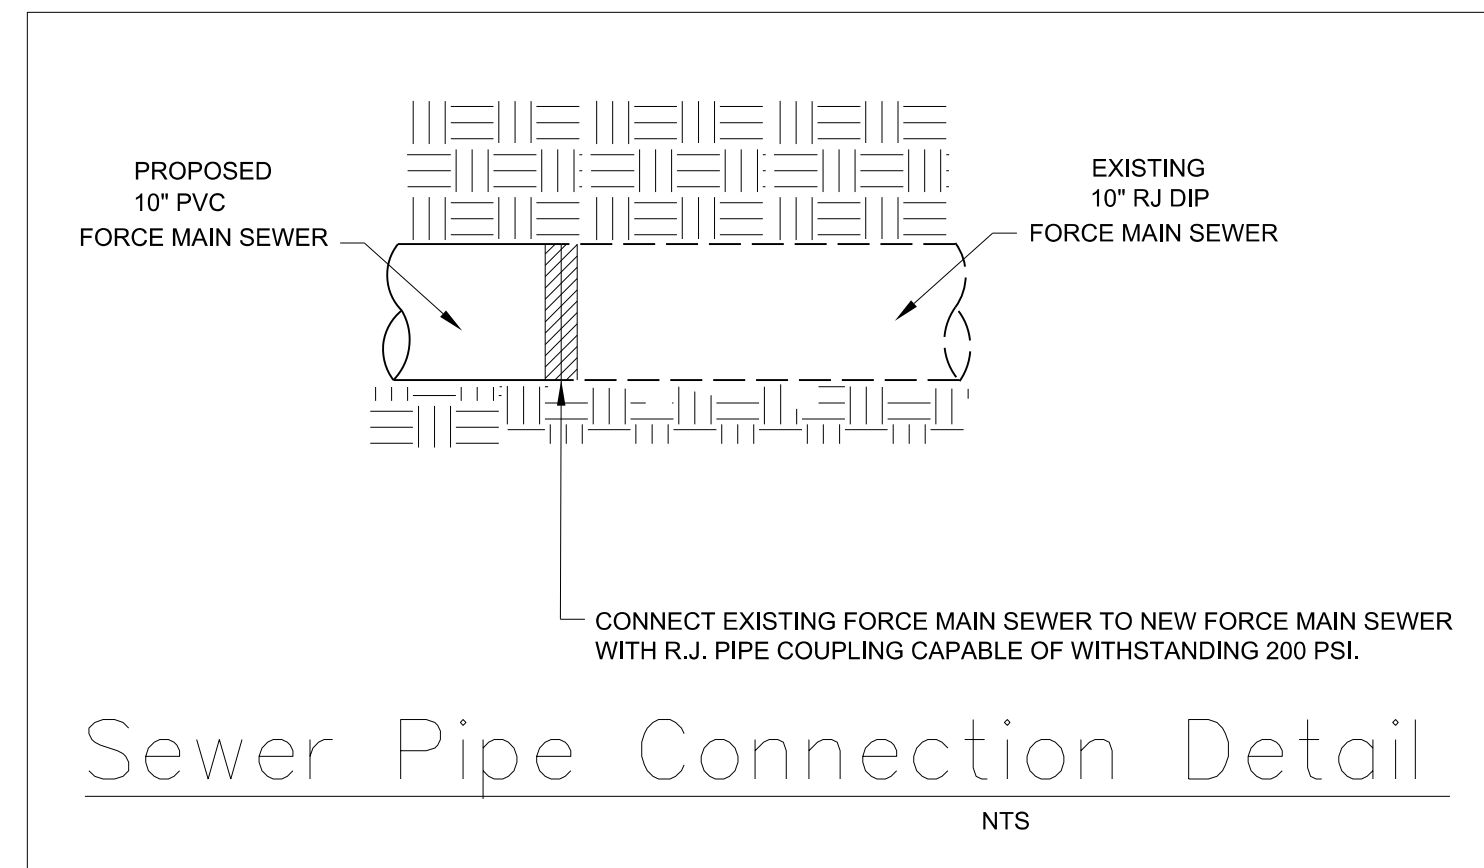 PROPOSED
10" PVC
FORCE MAIN SEWER
EXISTING
10" RJ DIP
FORCE MAIN SEWER
CONNECT EXISTING FORCE MAIN SEWER TO NEW FORCE MAIN SEWER
WITH R.J. PIPE COUPLING CAPABLE OF WITHSTANDING 200 PSI.
Sewer Pipe Connection Detail
NTS